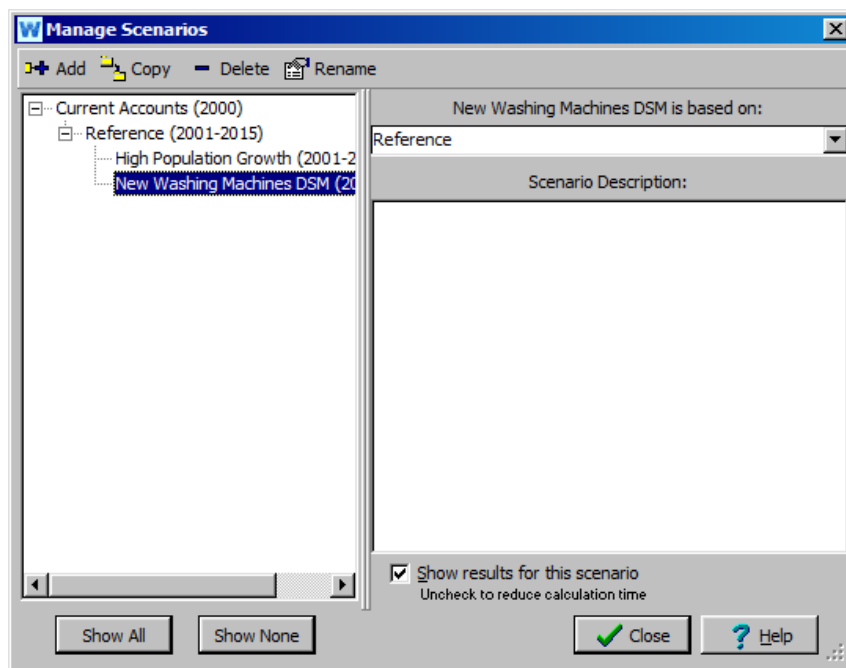 Manage Scenarios
Add Copy Delete Rename
Current Accounts (2000)
Reference (2001-2015)
High Population Growth (2001-2
New Washing Machines DSM (20
New Washing Machines DSM is based on:
Reference
Scenario Description:
Show results for this scenario
Uncheck to reduce calculation time
Show All Show None Close Help